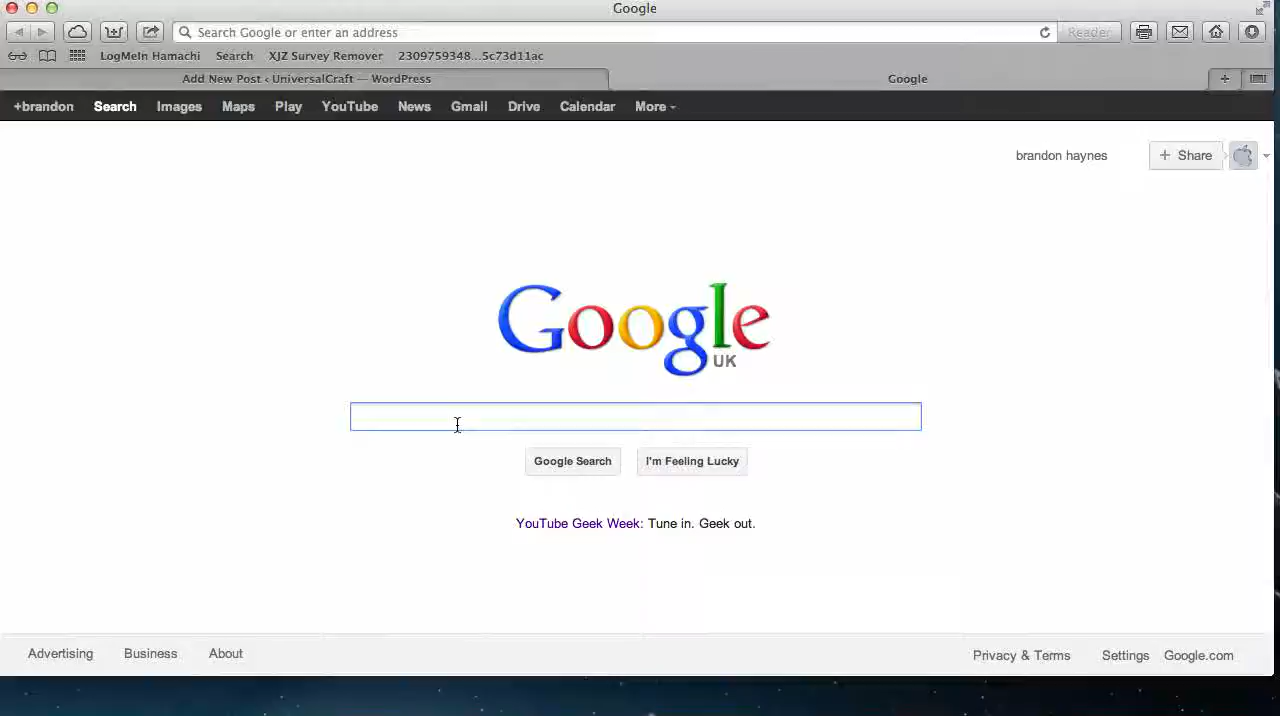 Google
Search Google or enter an address
Reader
LogMeIn Hamachi Search XJZ Survey Remover 2309759348...5c73d11ac
Add New Post ‹ UniversalCraft — WordPress Google
+brandon Search Images Maps Play YouTube News Gmail Drive Calendar More
brandon haynes + Share
Google
UK
Google Search I'm Feeling Lucky
YouTube Geek Week: Tune in. Geek out.
Advertising Business About Privacy & Terms Settings Google.com